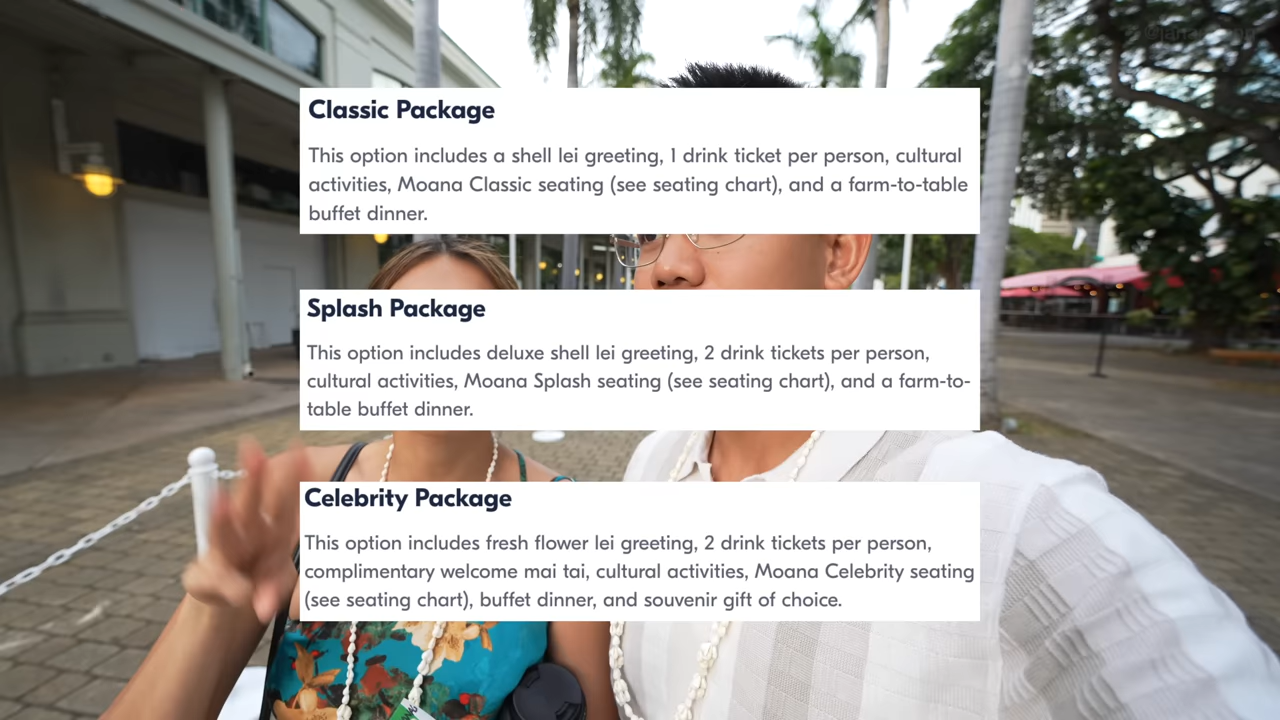 Classic Package
This option includes a shell lei greeting, 1 drink ticket per person, cultural
activities, Moana Classic seating (see seating chart), and a farm-to-table
buffet dinner.
Splash Package
This option includes deluxe shell lei greeting, 2 drink tickets per person,
cultural activities, Moana Splash seating (see seating chart), and a farm-to-
table buffet dinner.
Celebrity Package
This option includes fresh flower lei greeting, 2 drink tickets per person,
complimentary welcome mai tai, cultural activities, Moana Celebrity seating
(see seating chart), buffet dinner, and souvenir gift of choice.